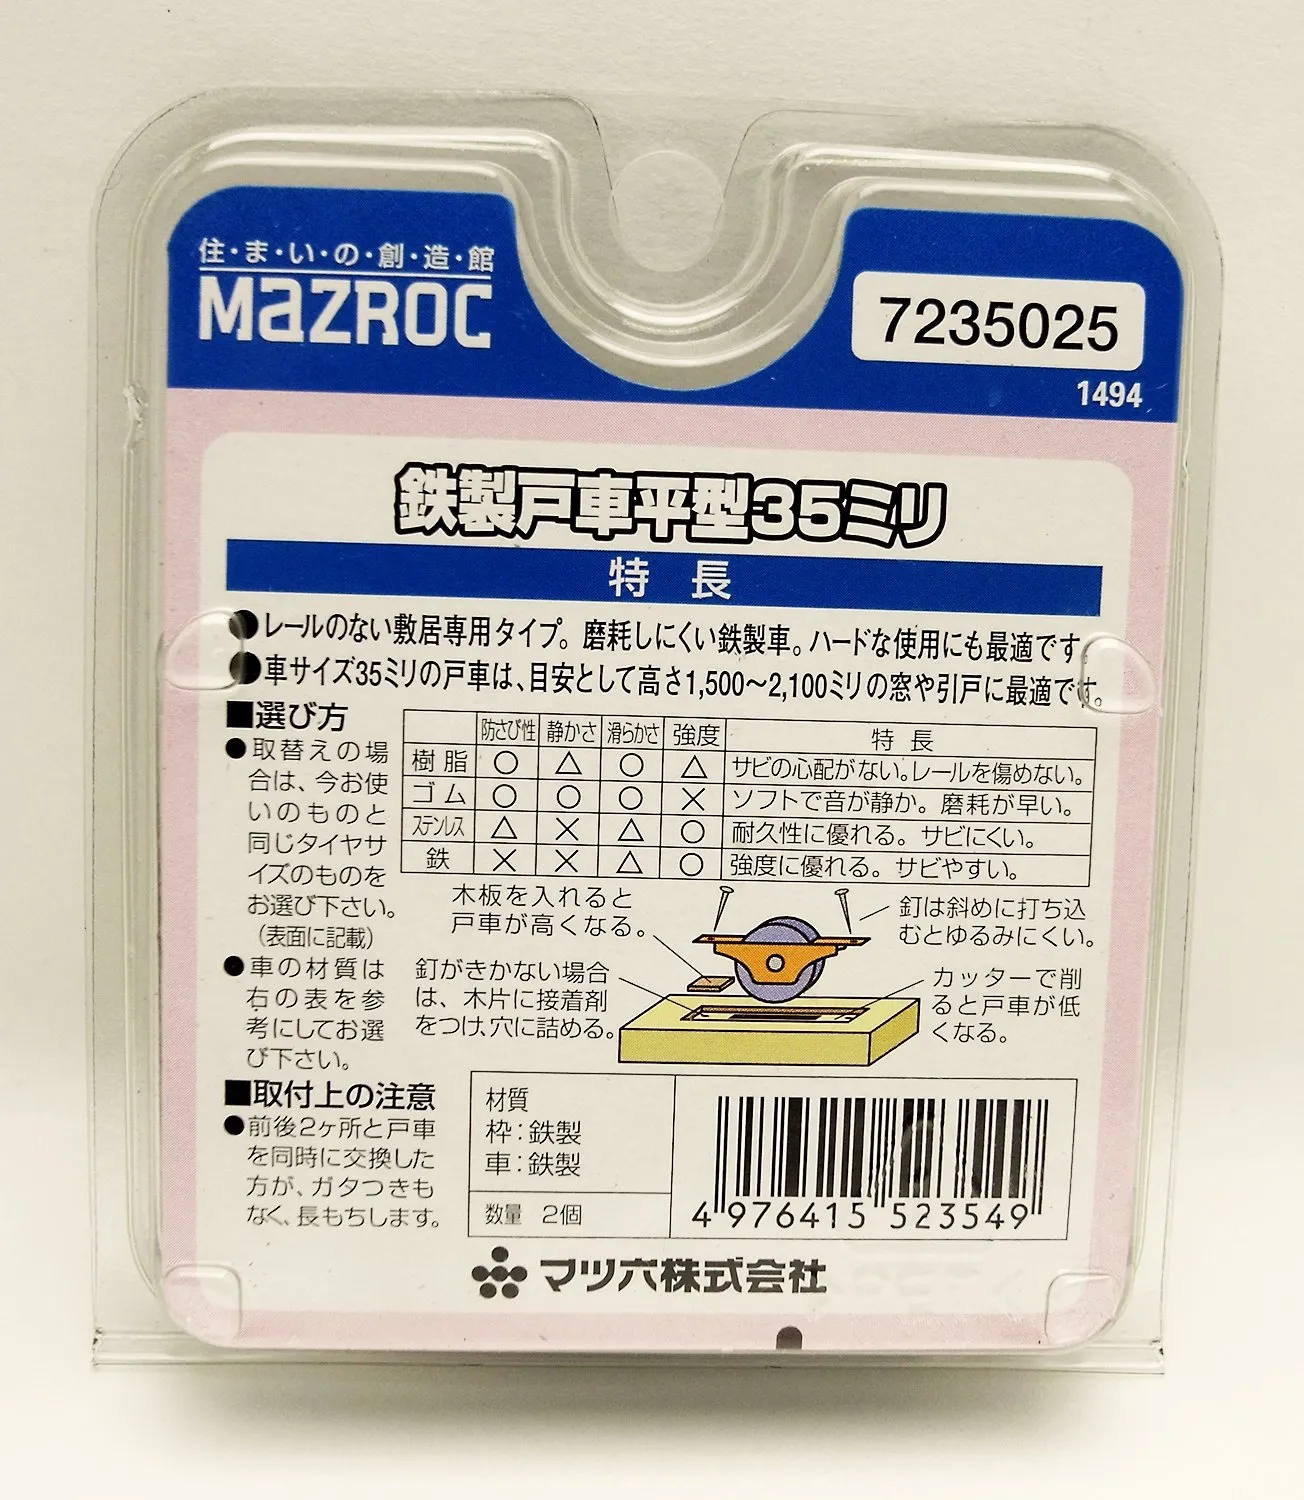 住・ま・い・の・創・造・館
MAZROC
7235025
1494
鉄製戸車平型35ミリ
特 長
●レールのない敷居専用タイプ。磨耗しにくい鉄製車。ハードな使用にも最適です。
●車サイズ35ミリの戸車は、目安として高さ1,500〜2,100ミリの窓や引戸に最適です。
■選び方
●取替えの場
合は、今お使
いのものと
同じタイヤサ
イズのものを
お選び下さい。
(表面に記載)
●車の材質は
右の表を参
考にしてお選
び下さい。
防さび性 静かさ 滑らかさ 強度 特 長
樹 脂 ○ △ ○ △ サビの心配がない。レールを傷めない。
ゴ ム ○ ○ ○ × ソフトで音が静か。磨耗が早い。
ステンレス △ × △ ○ 耐久性に優れる。サビにくい。
鉄 × × △ ○ 強度に優れる。サビやすい。
木板を入れると
戸車が高くなる。
釘は斜めに打ち込
むとゆるみにくい。
釘がきかない場合
は、木片に接着剤
をつけ、穴に詰める。
カッターで削
ると戸車が低
くなる。
■取付上の注意
●前後2ヶ所と戸車
を同時に交換した
方が、ガタつきも
なく、長もちします。
材質
枠:鉄製
車:鉄製
数量 2個
4 976415 523549
マツ六株式会社